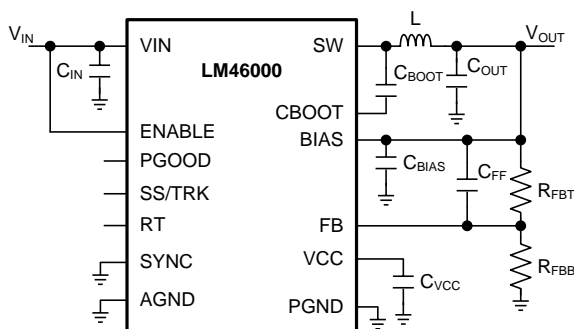 VIN
VIN
CIN
LM46000
SW
L
VOUT
CBOOT
COUT
CBOOT
ENABLE
BIAS
PGOOD
CBIAS
CFF
RFBT
SS/TRK
RT
FB
SYNC
VCC
RFBB
CVCC
AGND
PGND